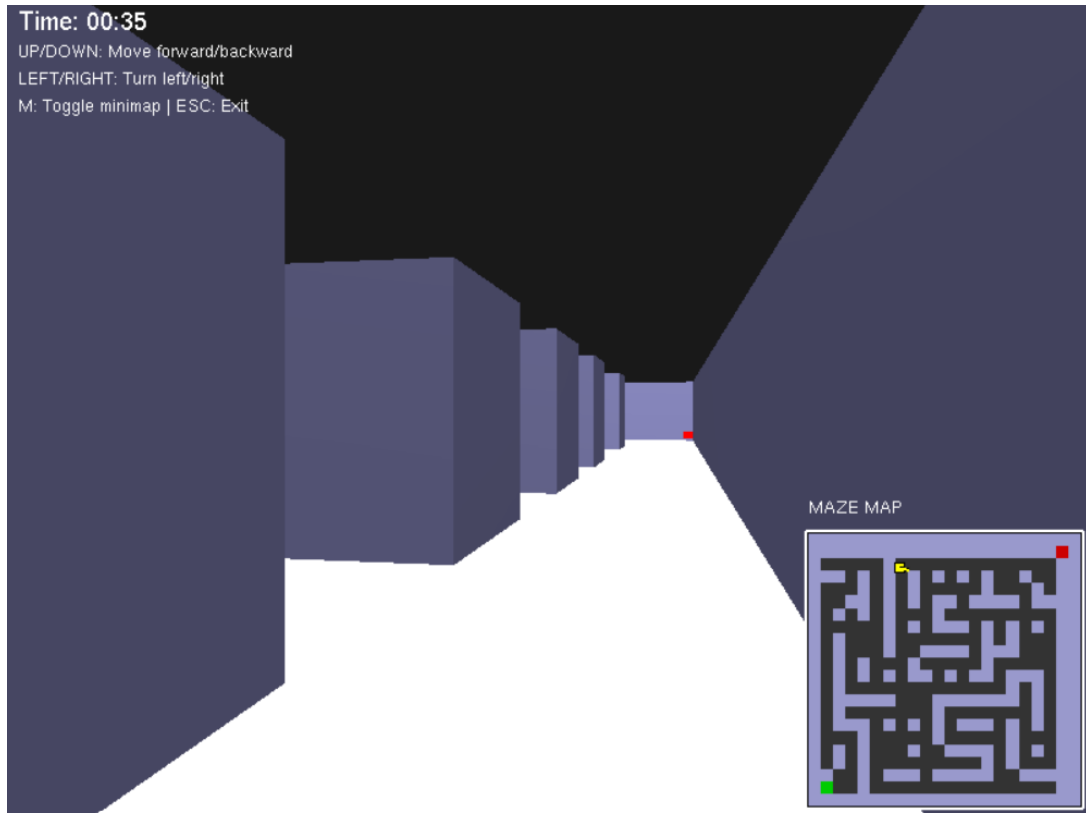 Time: 00:35
UP/DOWN: Move forward/backward
LEFT/RIGHT: Turn left/right
M: Toggle minimap | ESC: Exit
MAZE MAP